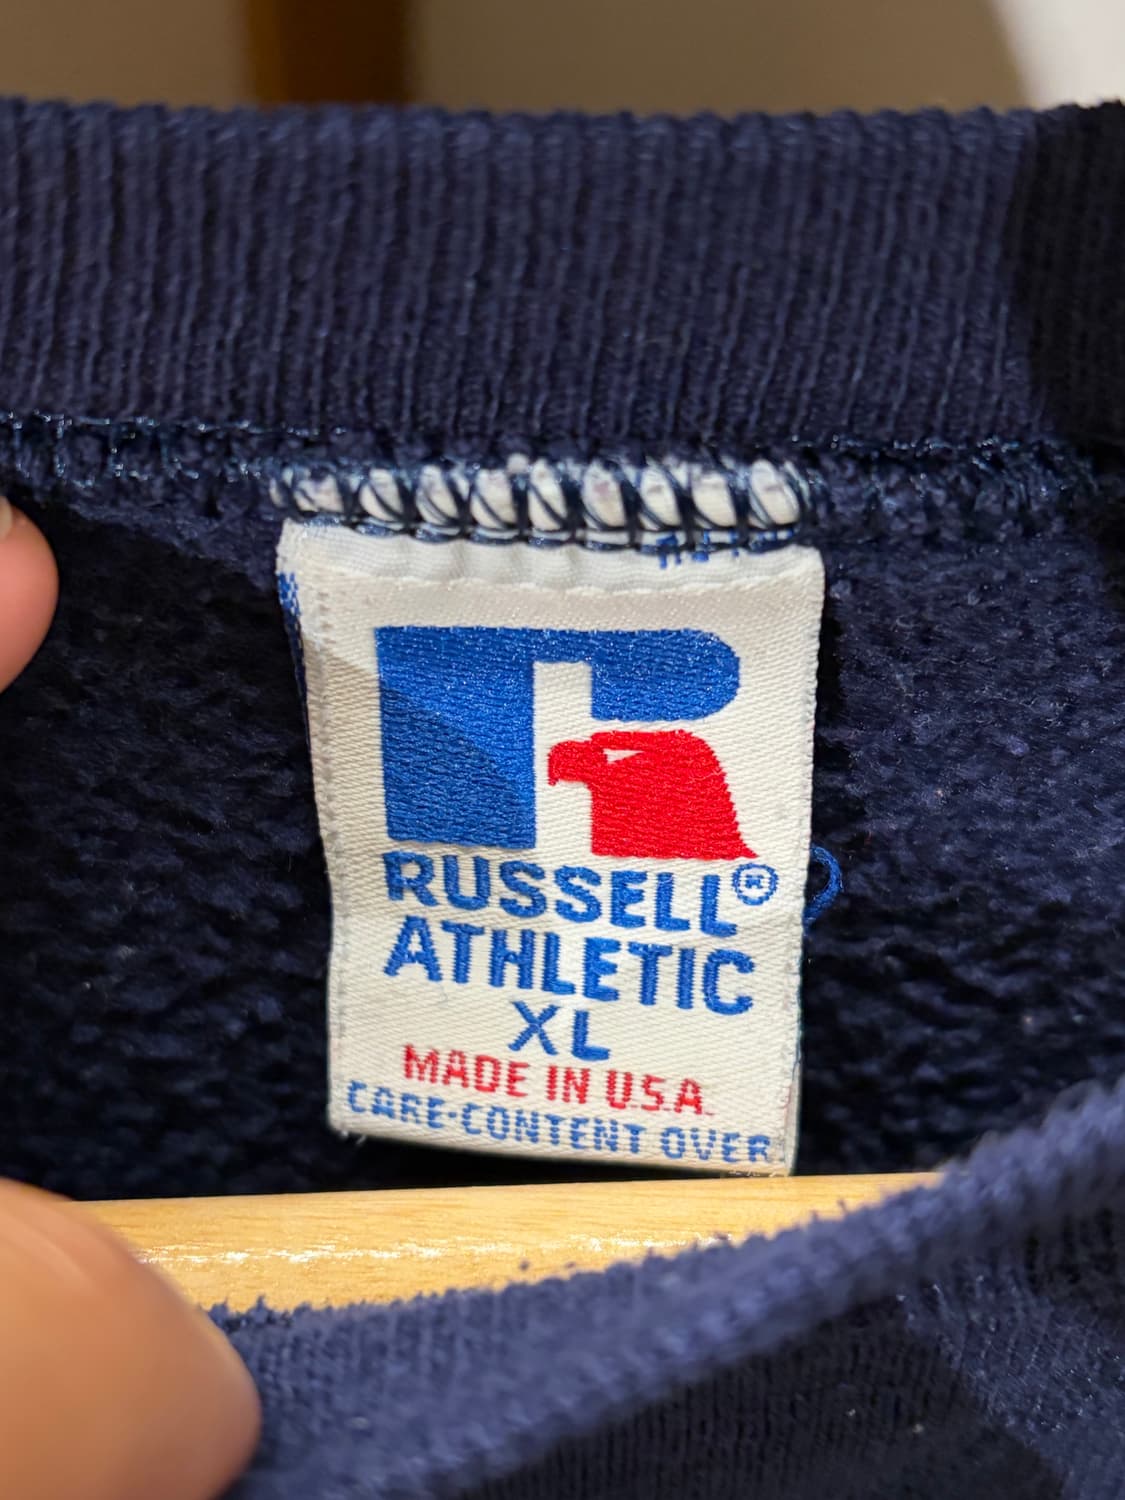 R
RUSSELL®
ATHLETIC
XL
MADE IN U.S.A.
CARE-CONTENT OVER